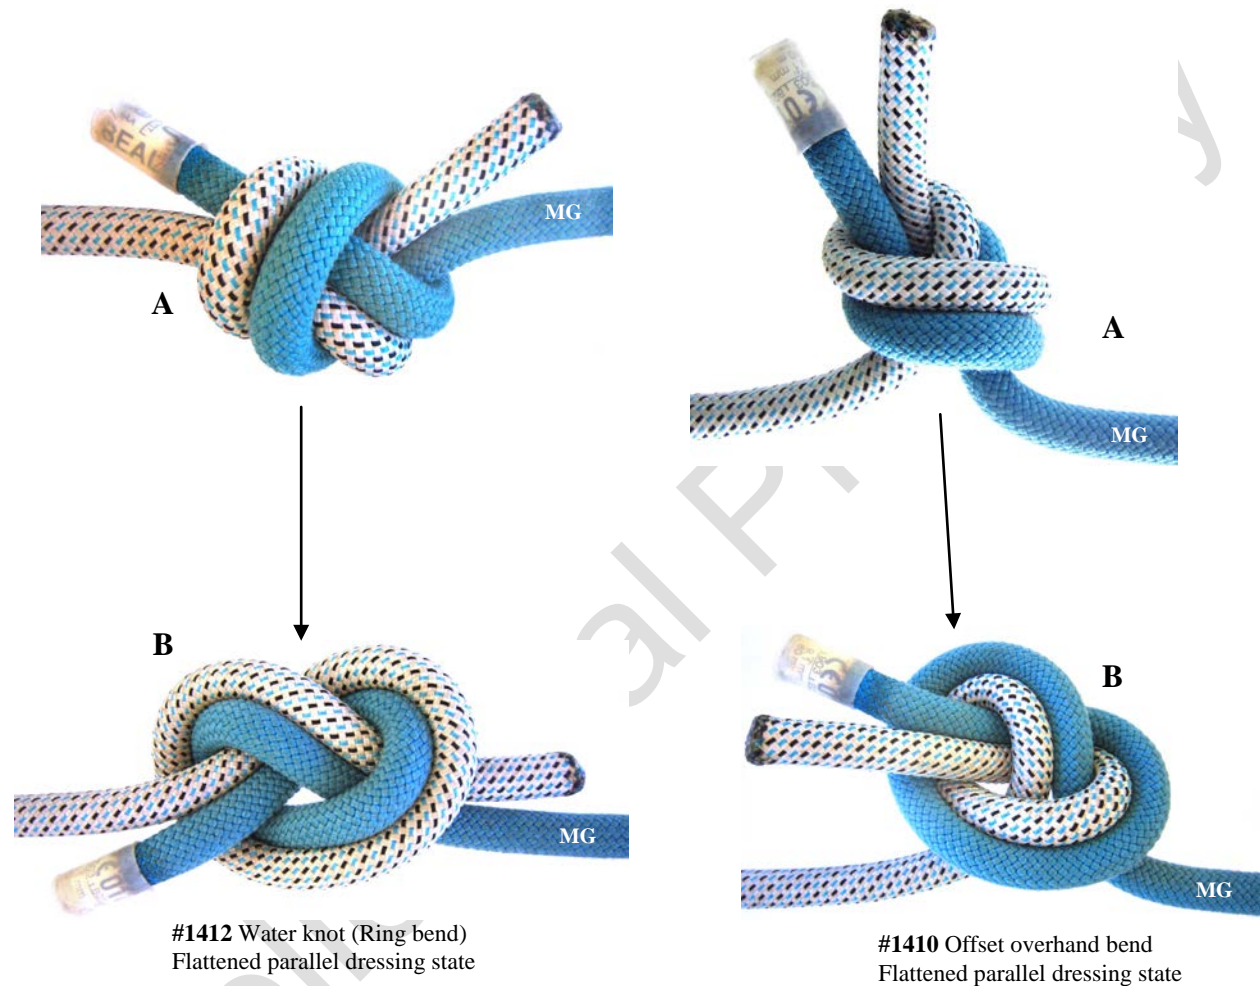 BEAL
MG
A
A
MG
B
B
MG
MG
#1412 Water knot (Ring bend)
Flattened parallel dressing state
#1410 Offset overhand bend
Flattened parallel dressing state